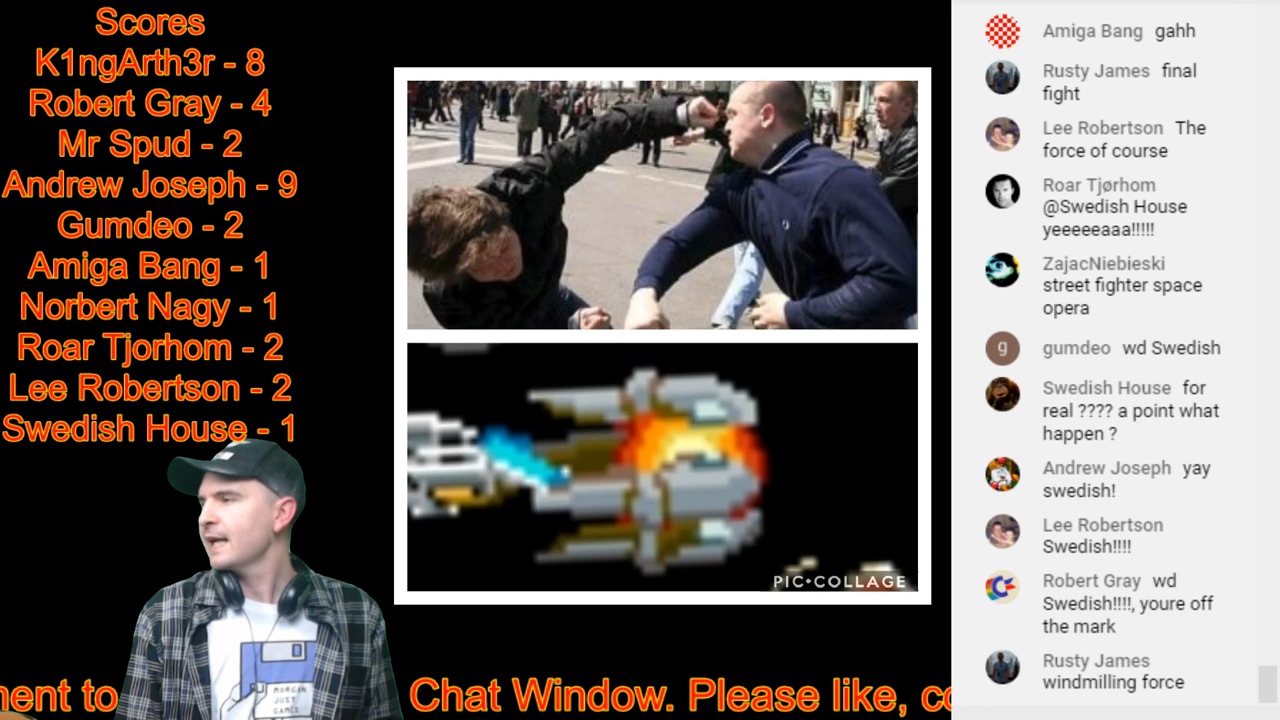 Scores
K1ngArth3r - 8
Robert Gray - 4
Mr Spud - 2
Andrew Joseph - 9
Gumdeo - 2
Amiga Bang - 1
Norbert Nagy - 1
Roar Tjorhom - 2
Lee Robertson - 2
Swedish House - 1
MORGAN
JUST
GAMES
PIC•COLLAGE
to
Chat Window. Please like,
Amiga Bang gahh
Rusty James final
fight
Lee Robertson The
force of course
Roar Tjørhom
@Swedish House
yeeeeeaaa!!!!!
ZajacNiebieski
street fighter space
opera
g
gumdeo wd Swedish
Swedish House for
real ???? a point what
happen ?
Andrew Joseph yay
swedish!
Lee Robertson
Swedish!!!!
Robert Gray wd
Swedish!!!!, youre off
the mark
Rusty James
windmilling force